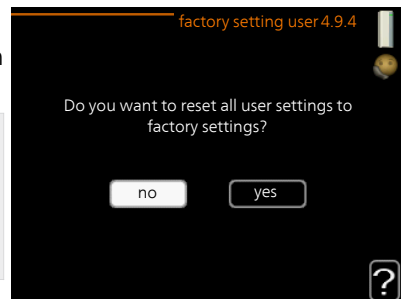 factory setting user 4.9.4
Do you want to reset all user settings to
factory settings?
no
yes
?